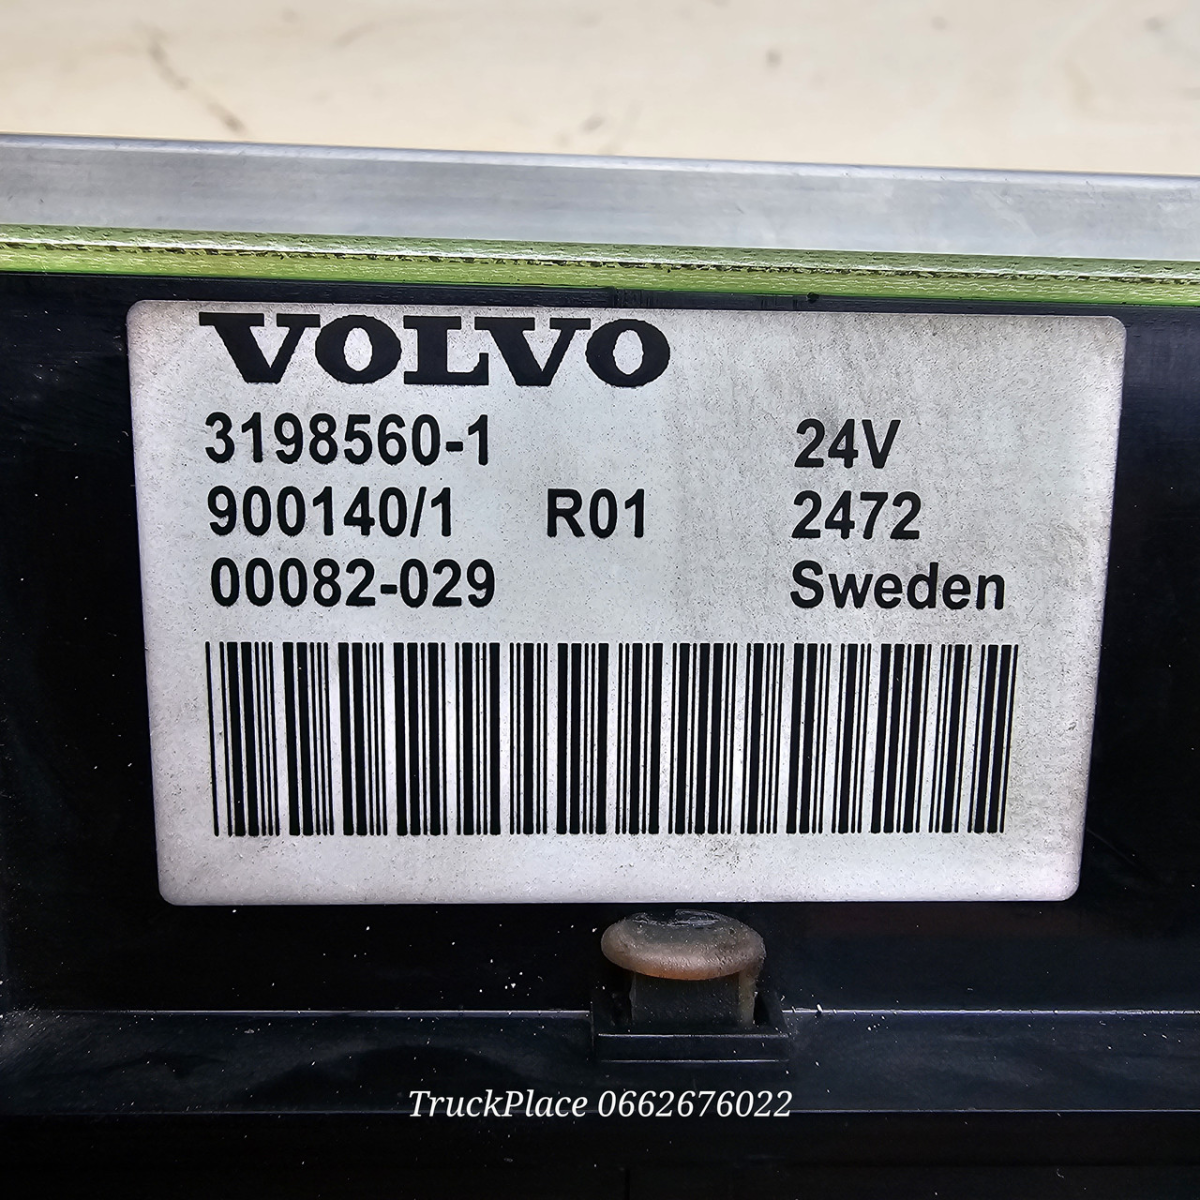 VOLVO
3198560-1 24V
900140/1 R01 2472
00082-029 Sweden
TruckPlace 0662676022